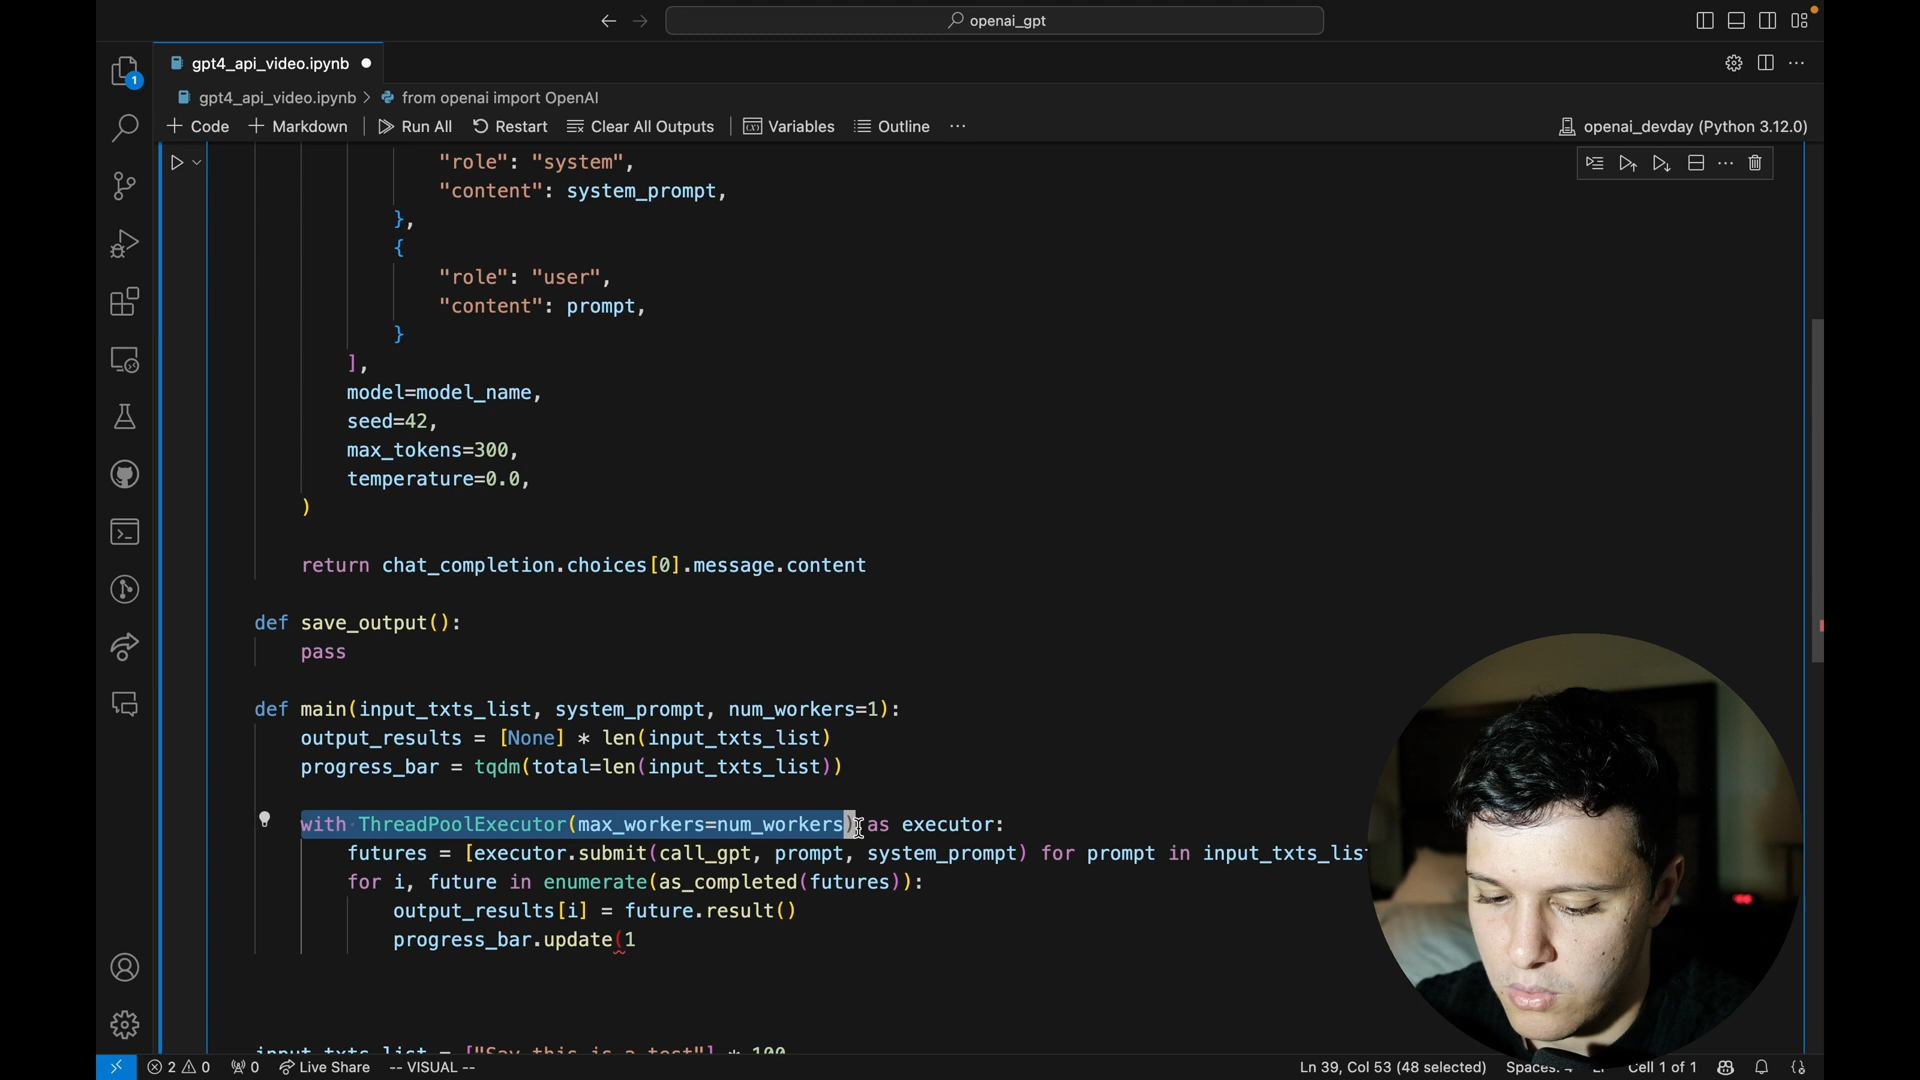 openai_gpt
gpt4_api_video.ipynb
gpt4_api_video.ipynb > from openai import OpenAI
+ Code + Markdown Run All Restart Clear All Outputs Variables Outline ...
openai_devday (Python 3.12.0)
1
"role": "system",
"content": system_prompt,
},
{
"role": "user",
"content": prompt,
}
],
model=model_name,
seed=42,
max_tokens=300,
temperature=0.0,
)
return chat_completion.choices[0].message.content
def save_output():
pass
def main(input_txts_list, system_prompt, num_workers=1):
output_results = [None] * len(input_txts_list)
progress_bar = tqdm(total=len(input_txts_list))
with ThreadPoolExecutor(max_workers=num_workers) as executor:
futures = [executor.submit(call_gpt, prompt, system_prompt) for prompt in input_txts_lis
for i, future in enumerate(as_completed(futures)):
output_results[i] = future.result()
progress_bar.update(1
input_txts_list = ["Say this is a test"] * 100
2 0 0 Live Share -- VISUAL --
Ln 39, Col 53 (48 selected) Spaces: Cell 1 of 1